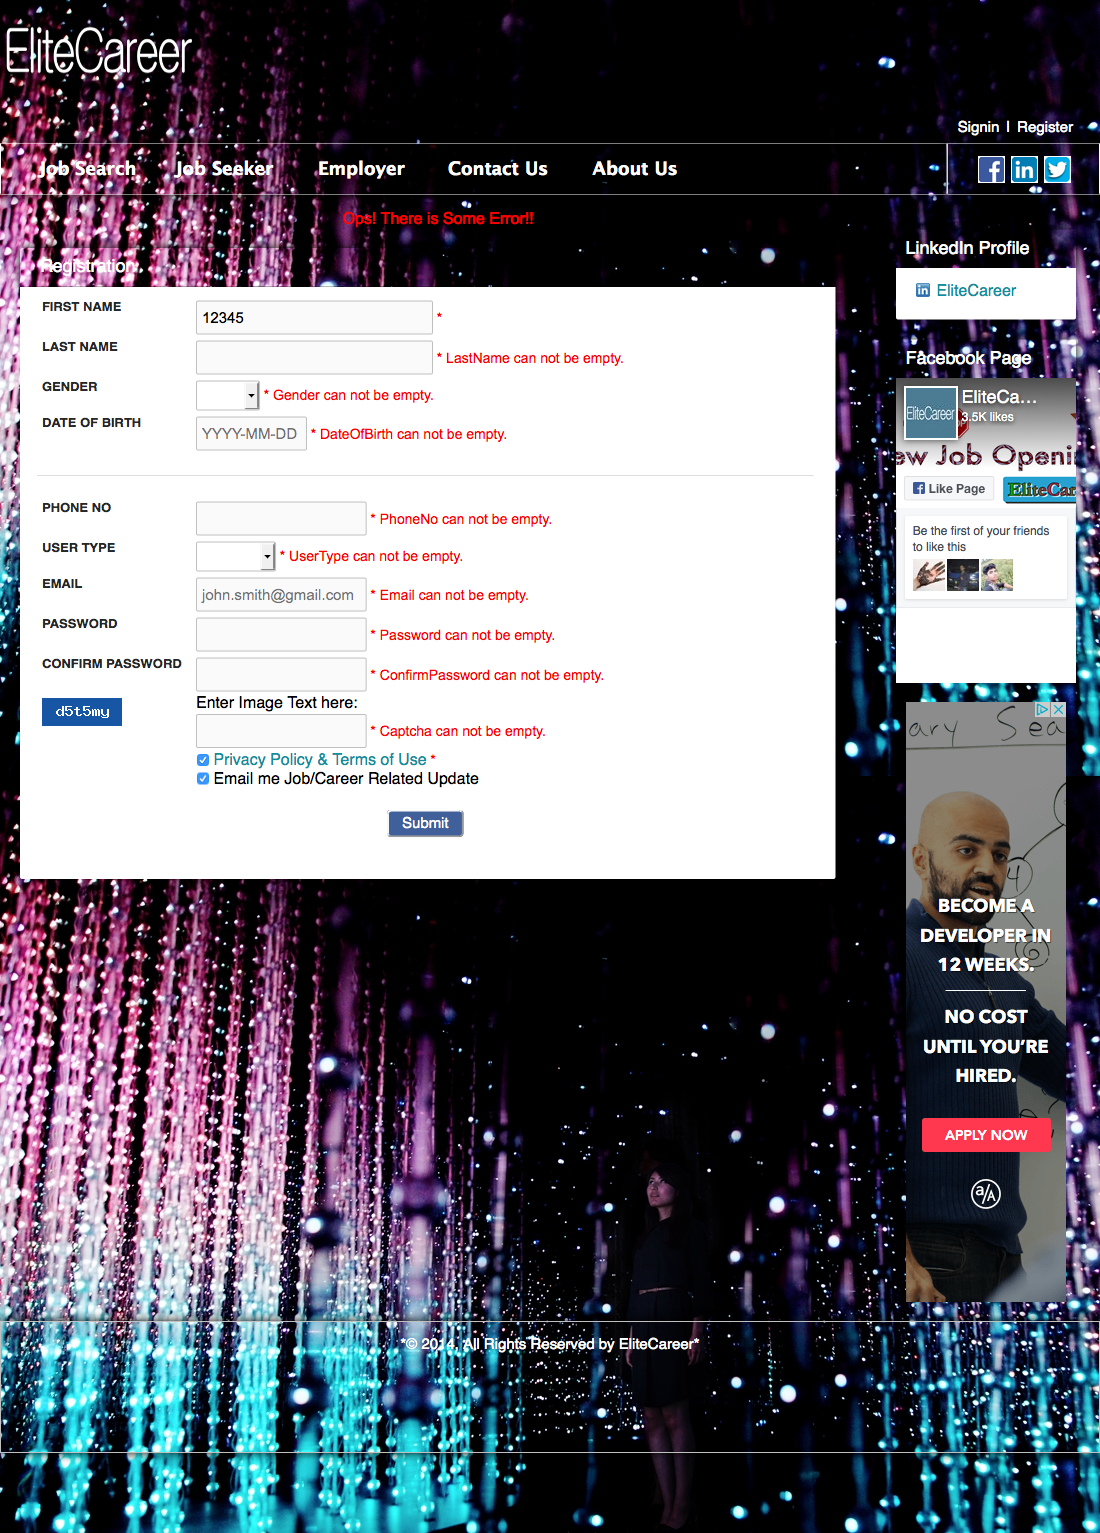 EliteCareer
Signin | Register
Job Search Job Seeker Employer Contact Us About Us
Ops! There is Some Error!!
Registration
FIRST NAME 12345 *
LAST NAME * LastName can not be empty.
GENDER * Gender can not be empty.
DATE OF BIRTH YYYY-MM-DD * DateOfBirth can not be empty.
PHONE NO * PhoneNo can not be empty.
USER TYPE * UserType can not be empty.
EMAIL john.smith@gmail.com * Email can not be empty.
PASSWORD * Password can not be empty.
CONFIRM PASSWORD * ConfirmPassword can not be empty.
d5t5my Enter Image Text here:
* Captcha can not be empty.
Privacy Policy & Terms of Use *
Email me Job/Career Related Update
Submit
LinkedIn Profile
EliteCareer
Facebook Page
EliteCareer
EliteCa...
3.5K likes
ew Job Openi
Like Page
EliteCar
Be the first of your friends
to like this
ary Sea
BECOME A
DEVELOPER IN
12 WEEKS.
NO COST
UNTIL YOU'RE
HIRED.
APPLY NOW
a/A
*© 2014, All Rights Reserved by EliteCareer*